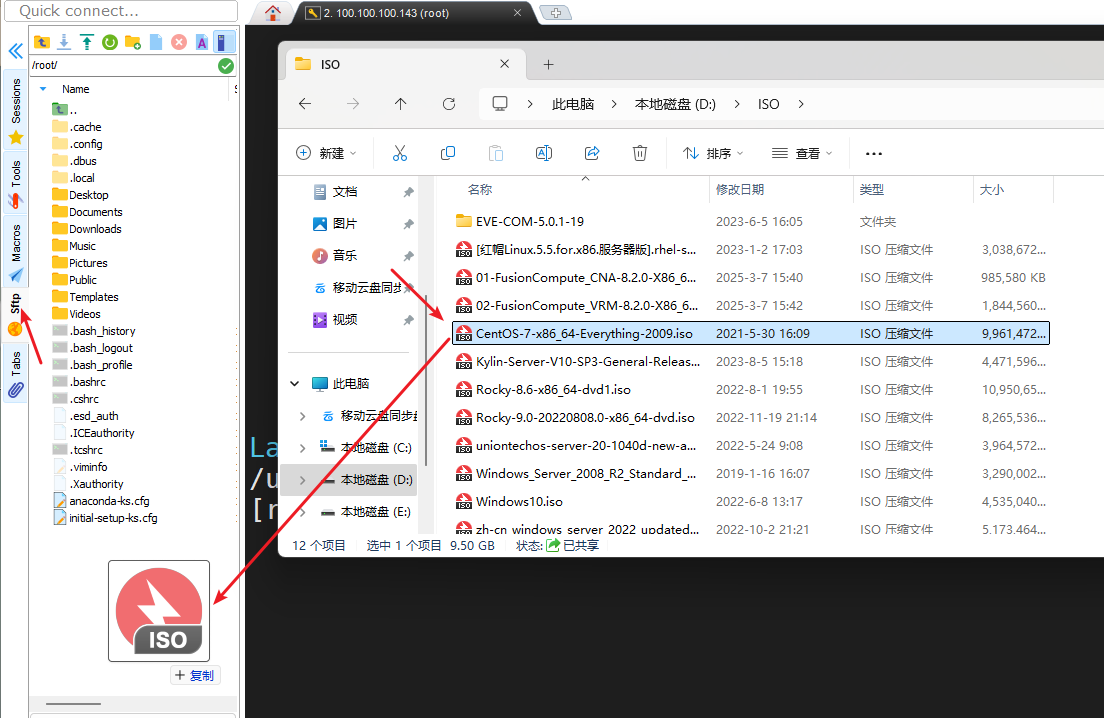 Quick connect...
2. 100.100.100.143 (root)
/root/
Name
S
..
.cache
.config
.dbus
.local
Desktop
Documents
Downloads
Music
Pictures
Public
Templates
Videos
.bash_history
.bash_logout
.bash_profile
.bashrc
.cshrc
.esd_auth
.ICEauthority
.tcshrc
.viminfo
.Xauthority
anaconda-ks.cfg
initial-setup-ks.cfg
Sessions
Tools
Macros
Sftp
Tabs
ISO
复制
La
/u
[r
ISO
此电脑
本地磁盘 (D:)
ISO
新建
排序
查看
文档
图片
音乐
移动云盘同步
视频
此电脑
移动云盘同步盘
本地磁盘 (C:)
本地磁盘 (D:)
本地磁盘 (E:)
名称 修改日期 类型 大小
EVE-COM-5.0.1-19 2023-6-5 16:05 文件夹
[红帽Linux.5.5.for.x86.服务器版].rhel-s... 2023-1-2 17:03 ISO 压缩文件 3,038,672...
01-FusionCompute_CNA-8.2.0-X86_6... 2025-3-7 15:40 ISO 压缩文件 985,580 KB
02-FusionCompute_VRM-8.2.0-X86_6... 2025-3-7 15:42 ISO 压缩文件 1,844,560...
CentOS-7-x86_64-Everything-2009.iso 2021-5-30 16:09 ISO 压缩文件 9,961,472...
Kylin-Server-V10-SP3-General-Releas... 2023-8-5 15:18 ISO 压缩文件 4,471,596...
Rocky-8.6-x86_64-dvd1.iso 2022-8-1 19:55 ISO 压缩文件 10,950,65...
Rocky-9.0-20220808.0-x86_64-dvd.iso 2022-11-19 21:14 ISO 压缩文件 8,265,536...
uniontechos-server-20-1040d-new-a... 2022-5-24 9:08 ISO 压缩文件 3,964,572...
Windows_Server_2008_R2_Standard_... 2019-1-16 16:07 ISO 压缩文件 3,290,002...
Windows10.iso 2022-6-8 13:17 ISO 压缩文件 4,535,040...
zh-cn_windows_server_2022_updated... 2022-10-2 21:21 ISO 压缩文件 5,173,464...
12 个项目 选中 1 个项目 9.50 GB 状态: 已共享